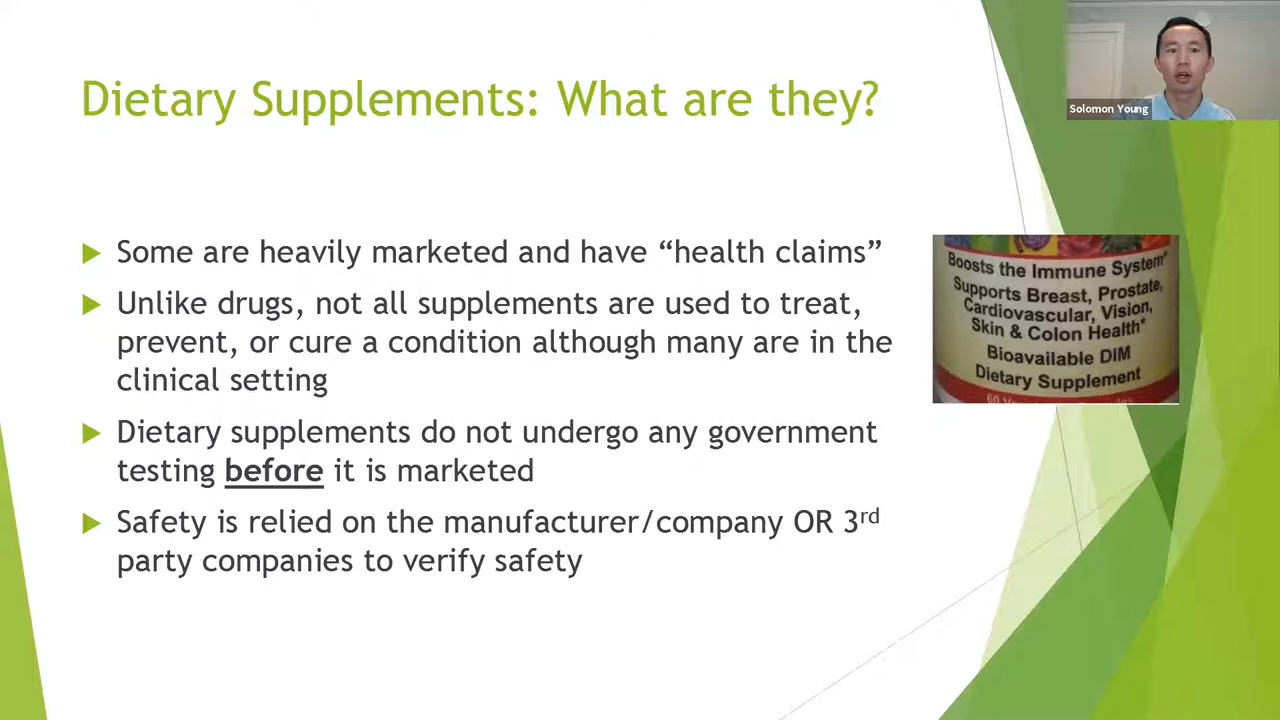 Dietary Supplements: What are they?
Solomon Young
Some are heavily marketed and have “health claims”
Unlike drugs, not all supplements are used to treat,
prevent, or cure a condition although many are in the
clinical setting
Dietary supplements do not undergo any government
testing before it is marketed
Safety is relied on the manufacturer/company OR 3rd
party companies to verify safety
Boosts the Immune System*
Supports Breast, Prostate,
Cardiovascular, Vision,
Skin & Colon Health*
Bioavailable DIM
Dietary Supplement
60